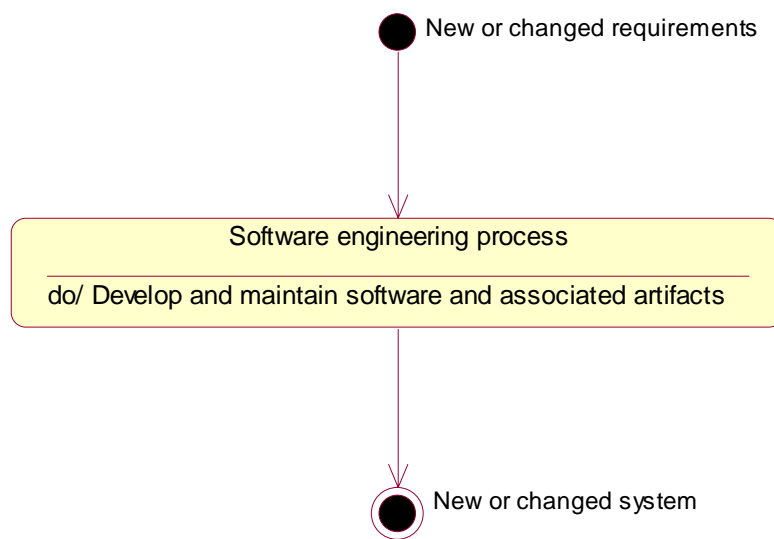 New or changed requirements
Software engineering process
do/ Develop and maintain software and associated artifacts
New or changed system